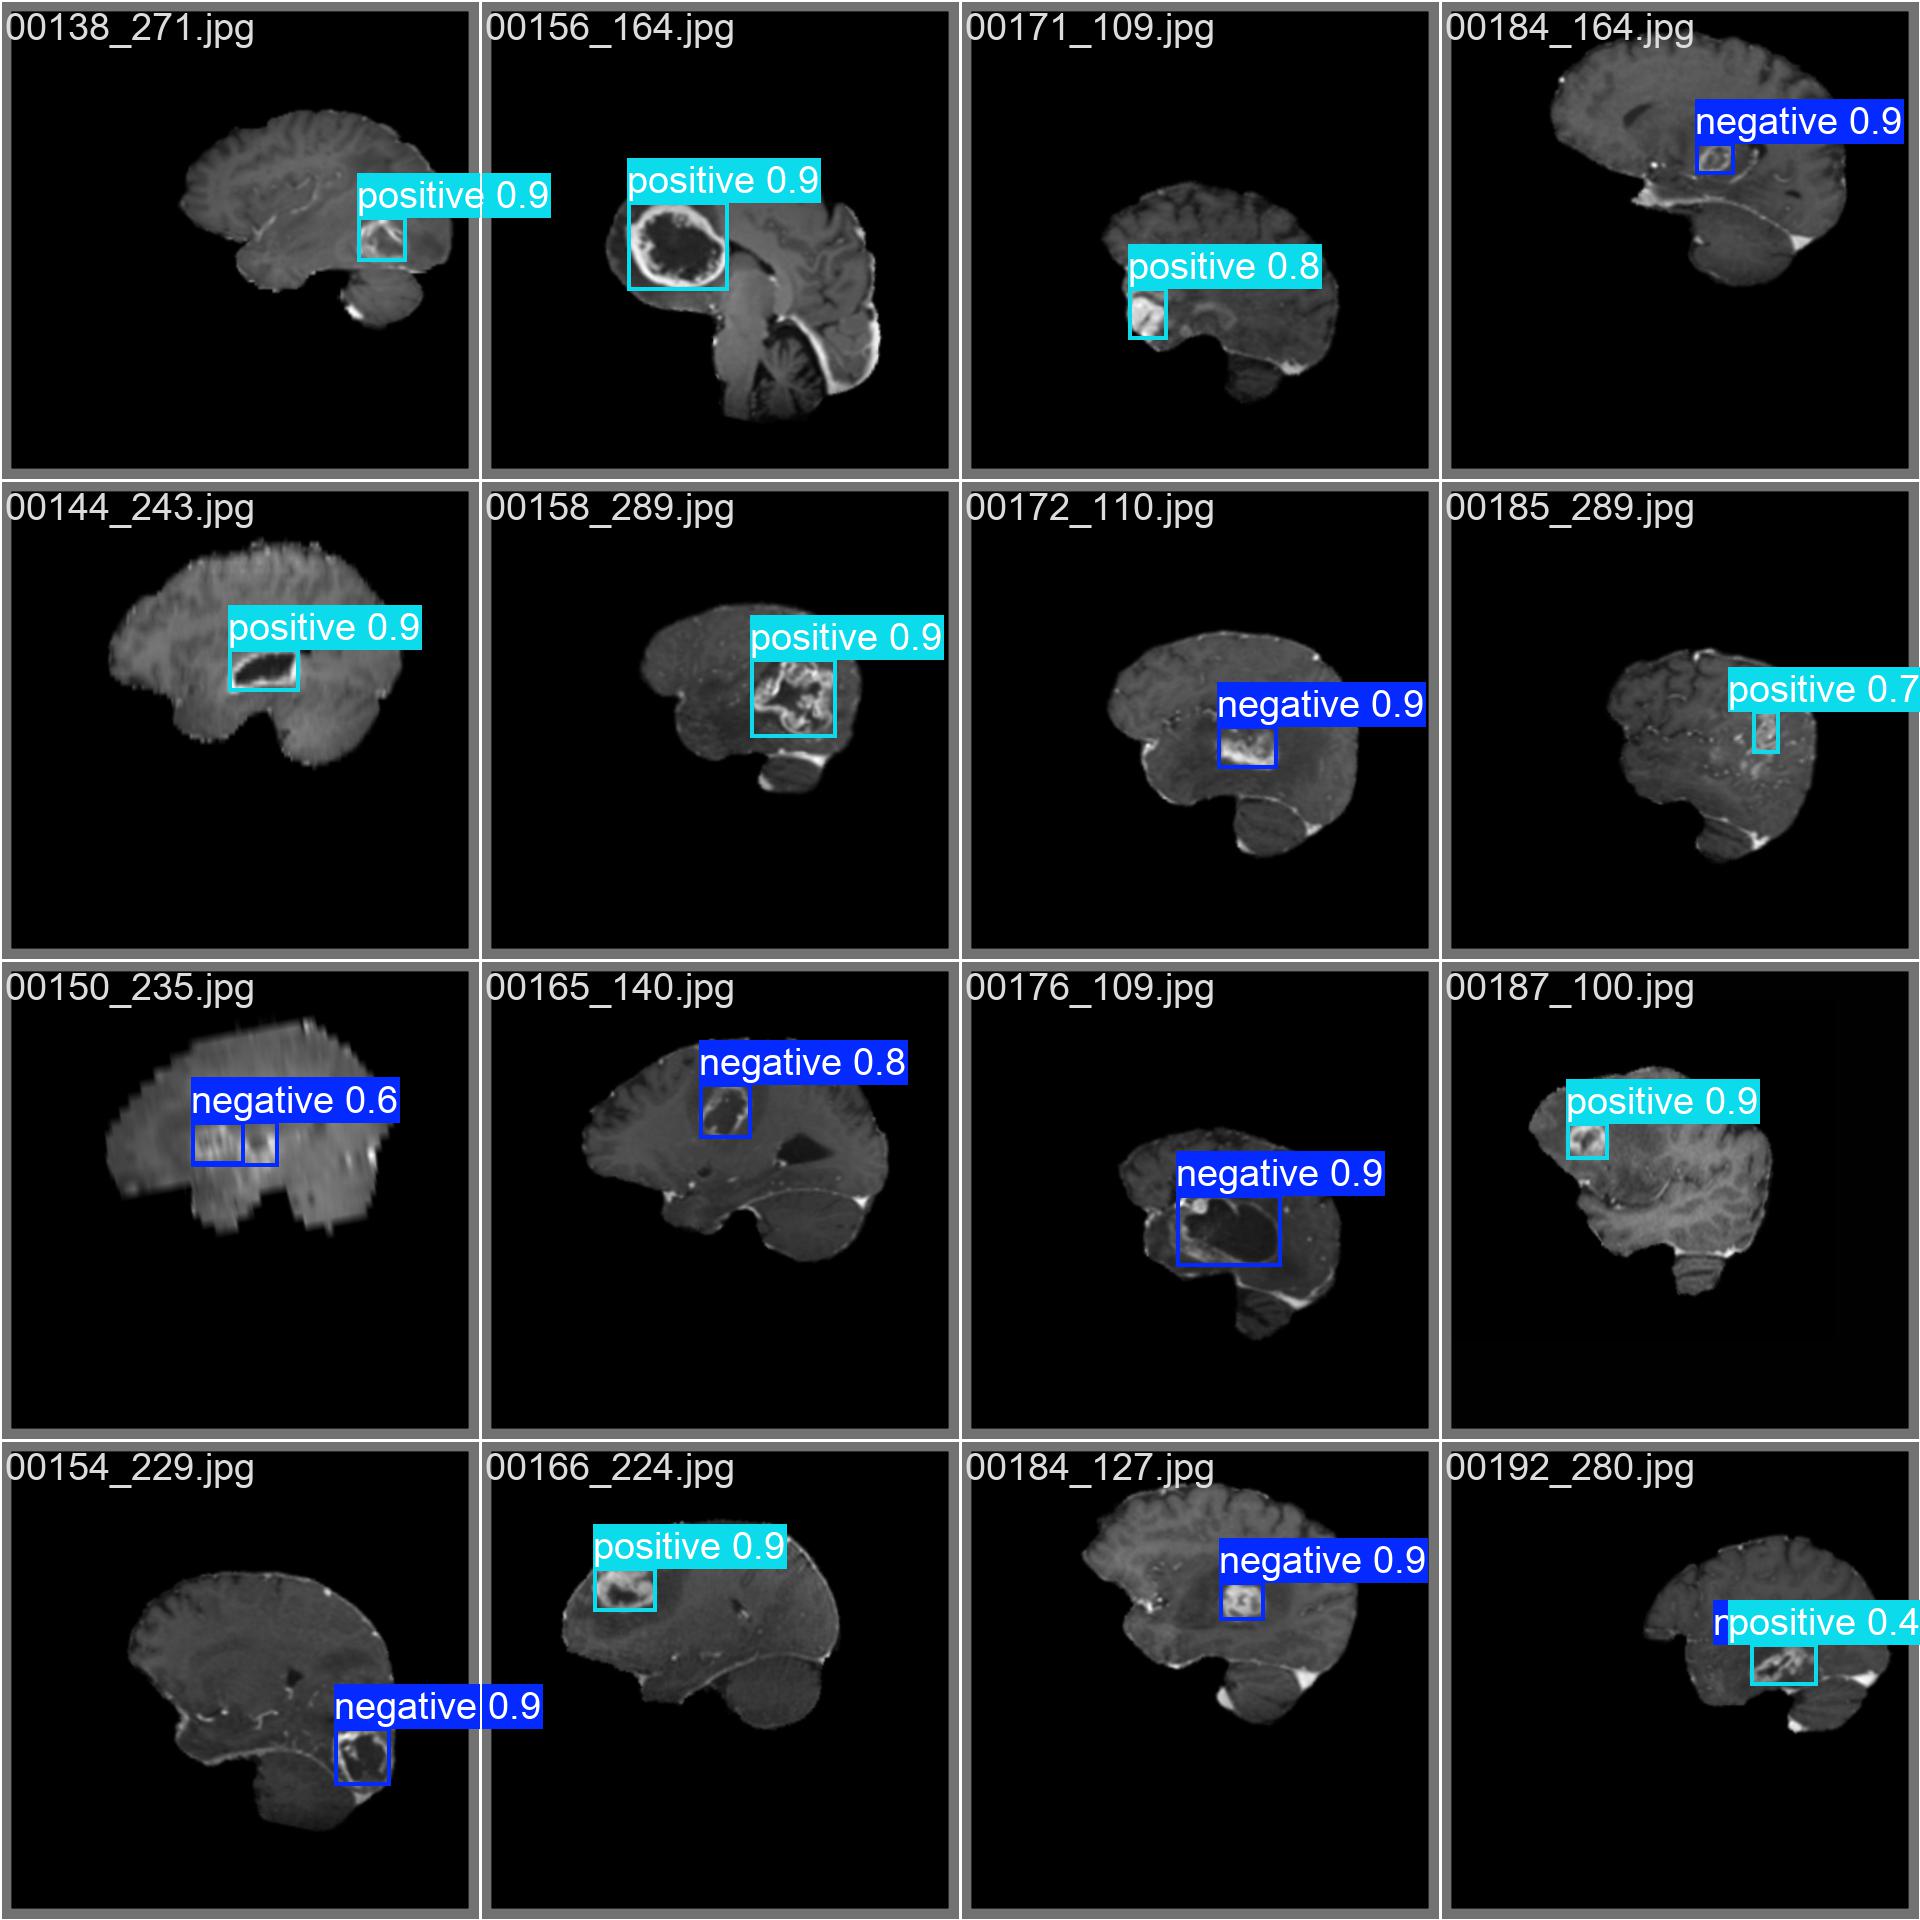 00138_271.jpg
positive 0.9
00156_164.jpg
positive 0.9
00171_109.jpg
positive 0.8
00184_164.jpg
negative 0.9
00144_243.jpg
positive 0.9
00158_289.jpg
positive 0.9
00172_110.jpg
negative 0.9
00185_289.jpg
positive 0.7
00150_235.jpg
negative 0.6
00165_140.jpg
negative 0.8
00176_109.jpg
negative 0.9
00187_100.jpg
positive 0.9
00154_229.jpg
negative 0.9
00166_224.jpg
positive 0.9
00184_127.jpg
negative 0.9
00192_280.jpg
positive 0.4